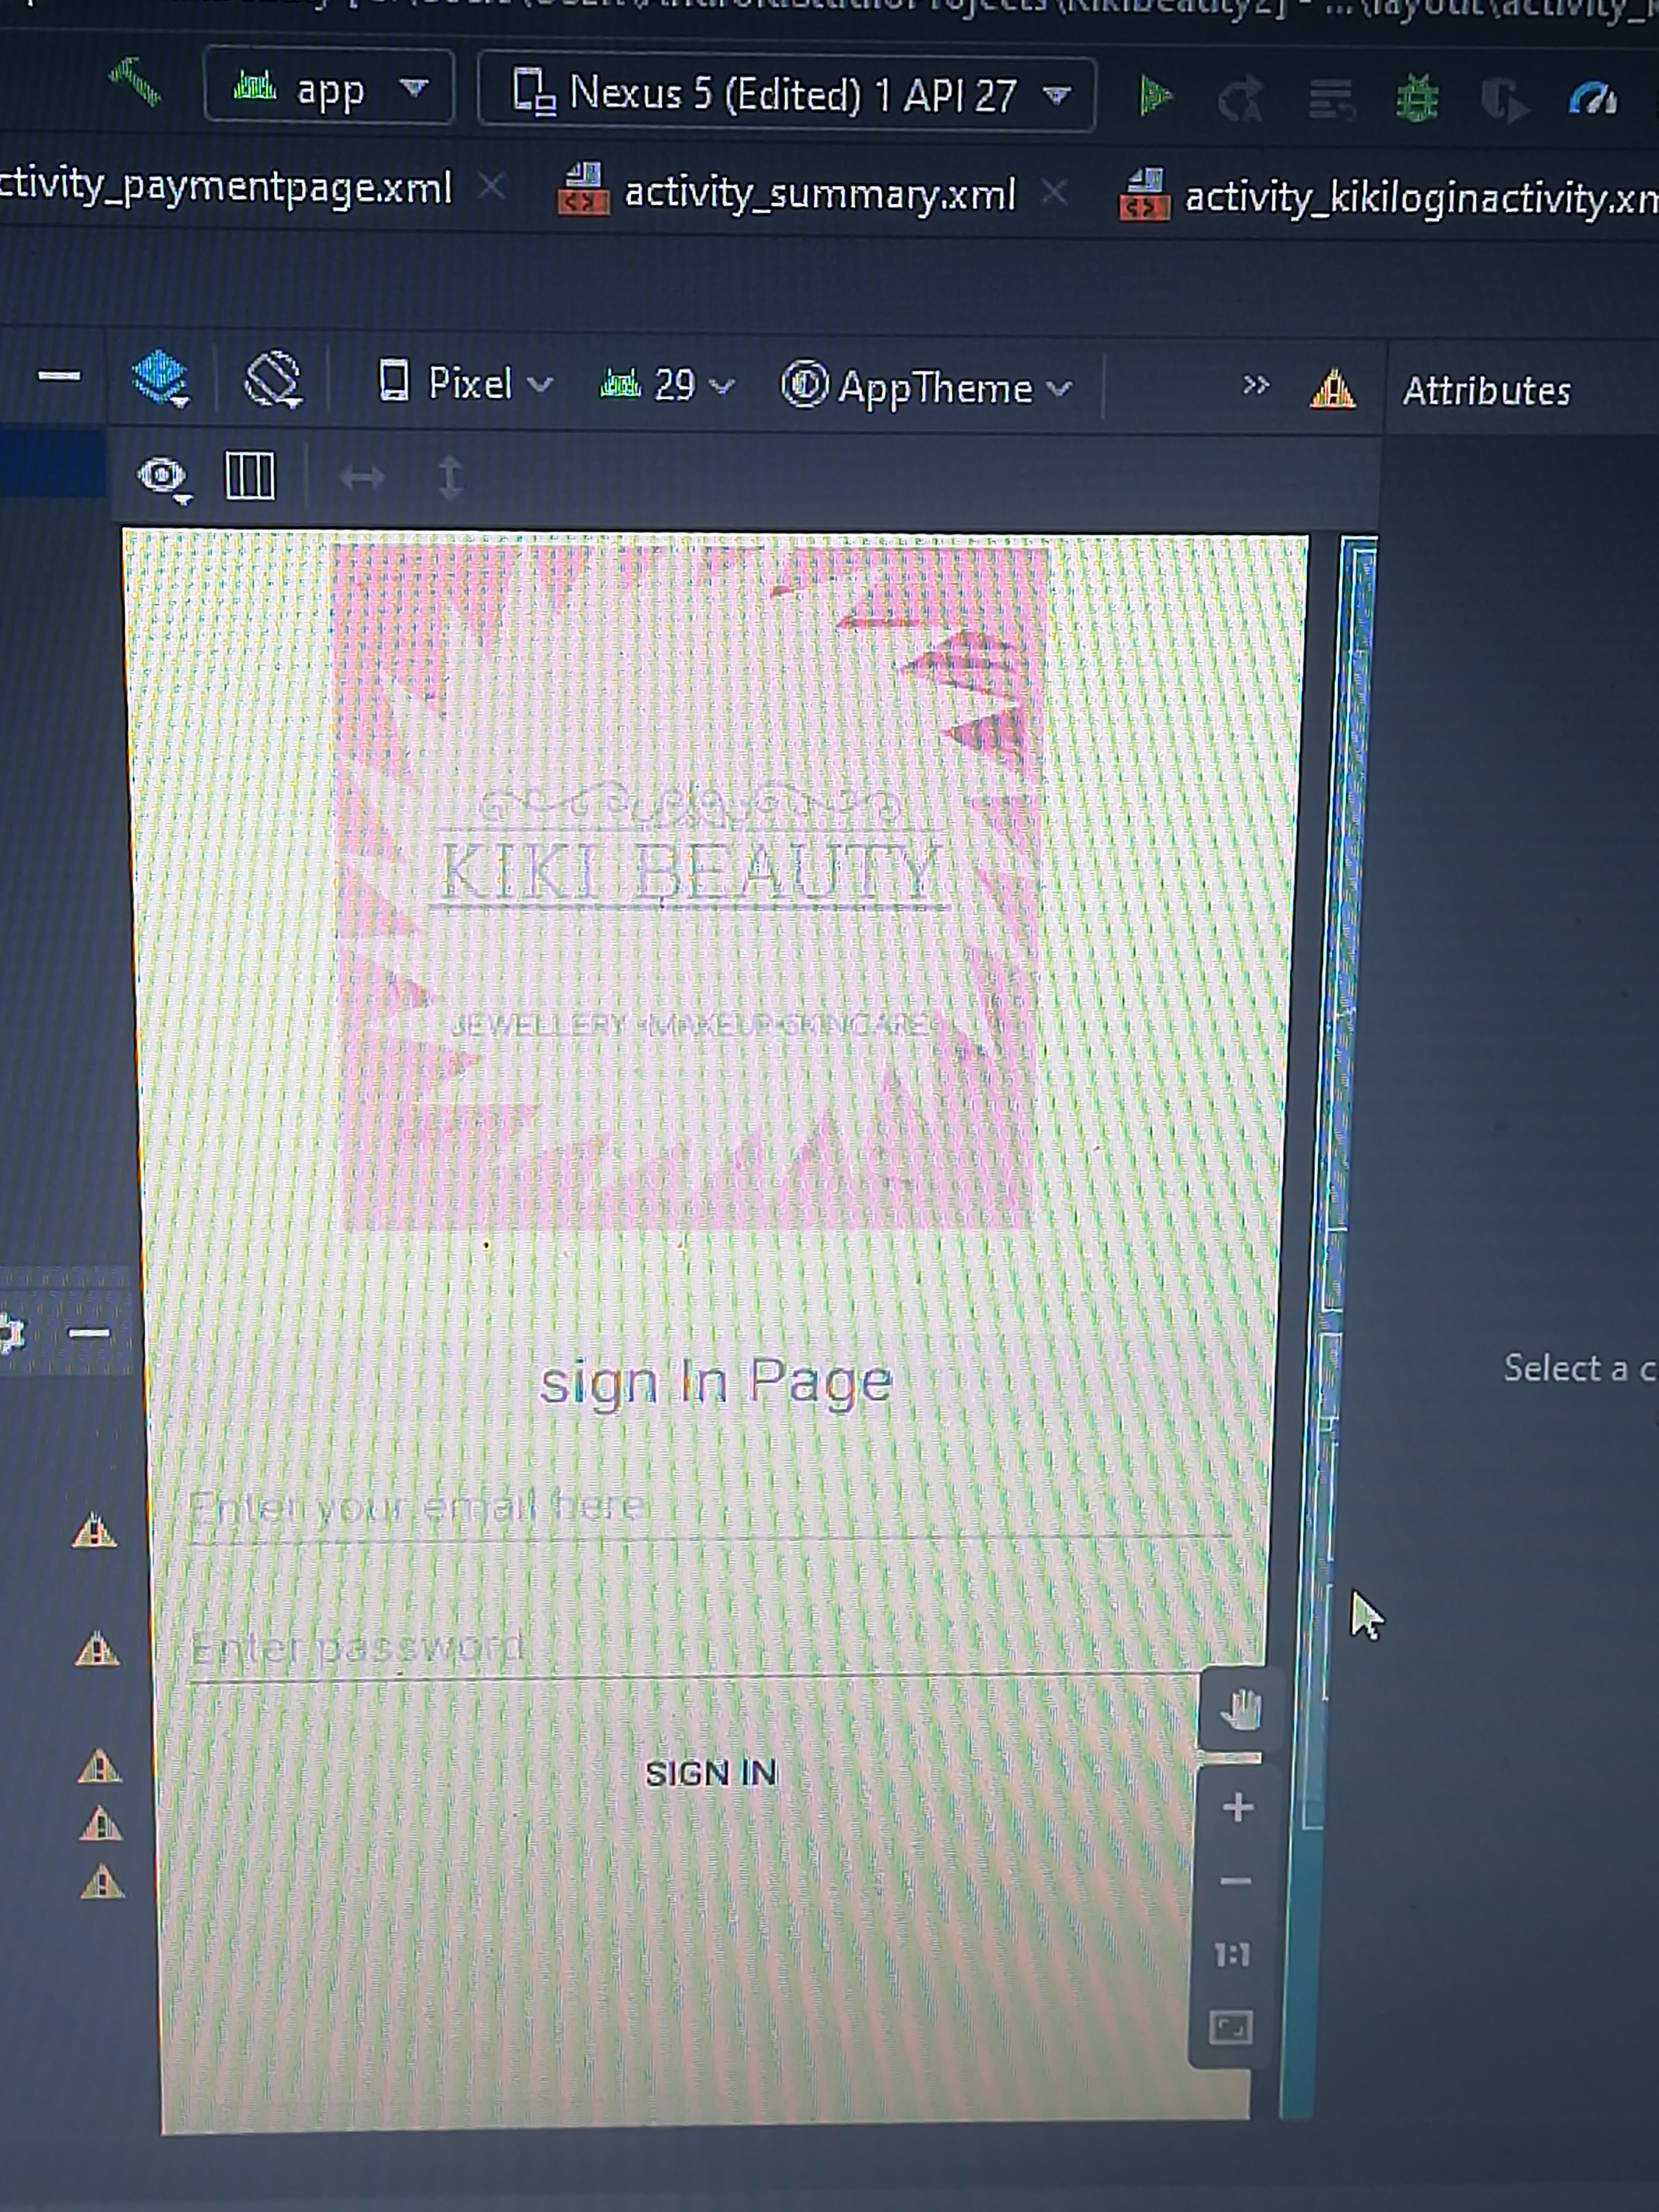 app
Nexus 5 (Edited) 1 API 27
ctivity_paymentpage.xml
activity_summary.xml
activity_kikiloginactivity.xm
Pixel
29
AppTheme
Attributes
KIKI BEAUTY
JEWELLERY MAKEUP SKINCARE
sign In Page
Enter your email here
Enter password
SIGN IN
Select a c
1:1